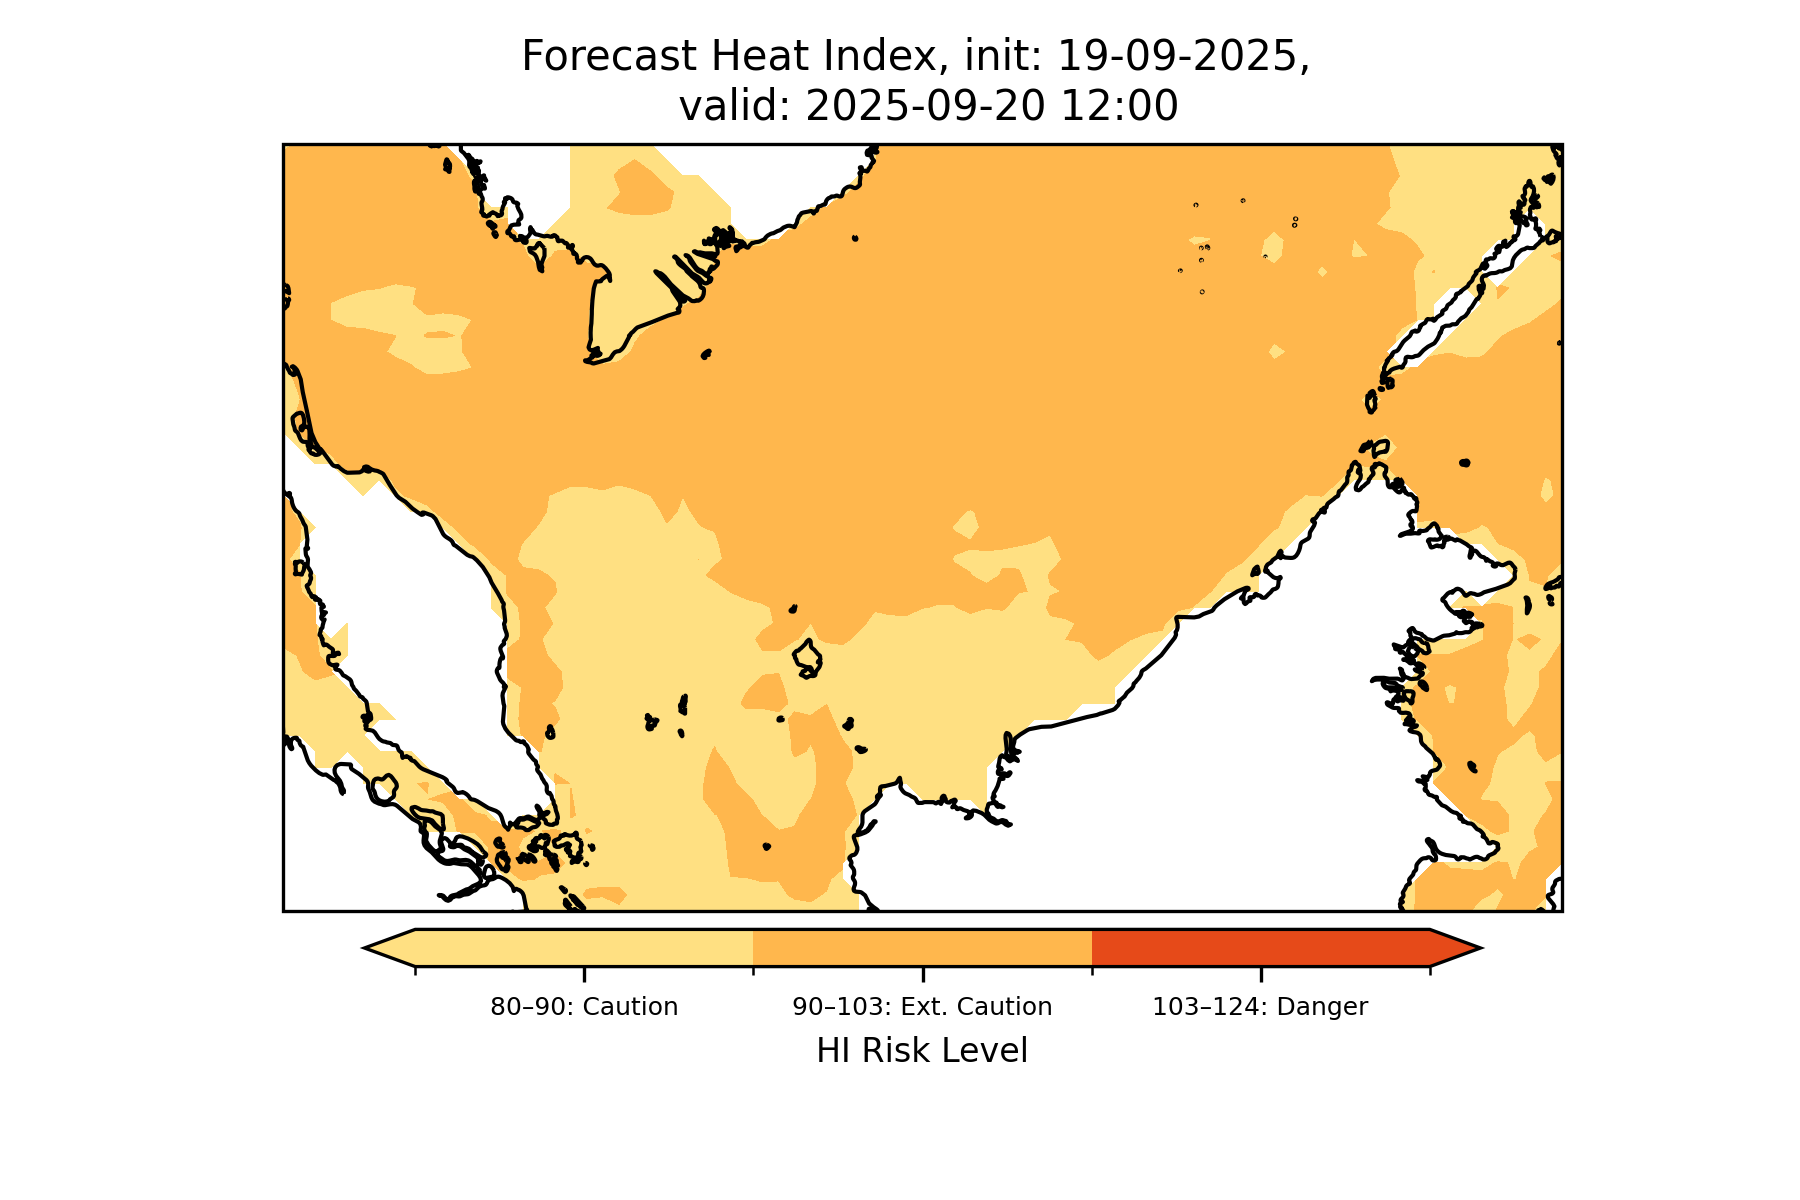 Forecast Heat Index, init: 19-09-2025,
valid: 2025-09-20 12:00
80–90: Caution
90–103: Ext. Caution
103–124: Danger
HI Risk Level